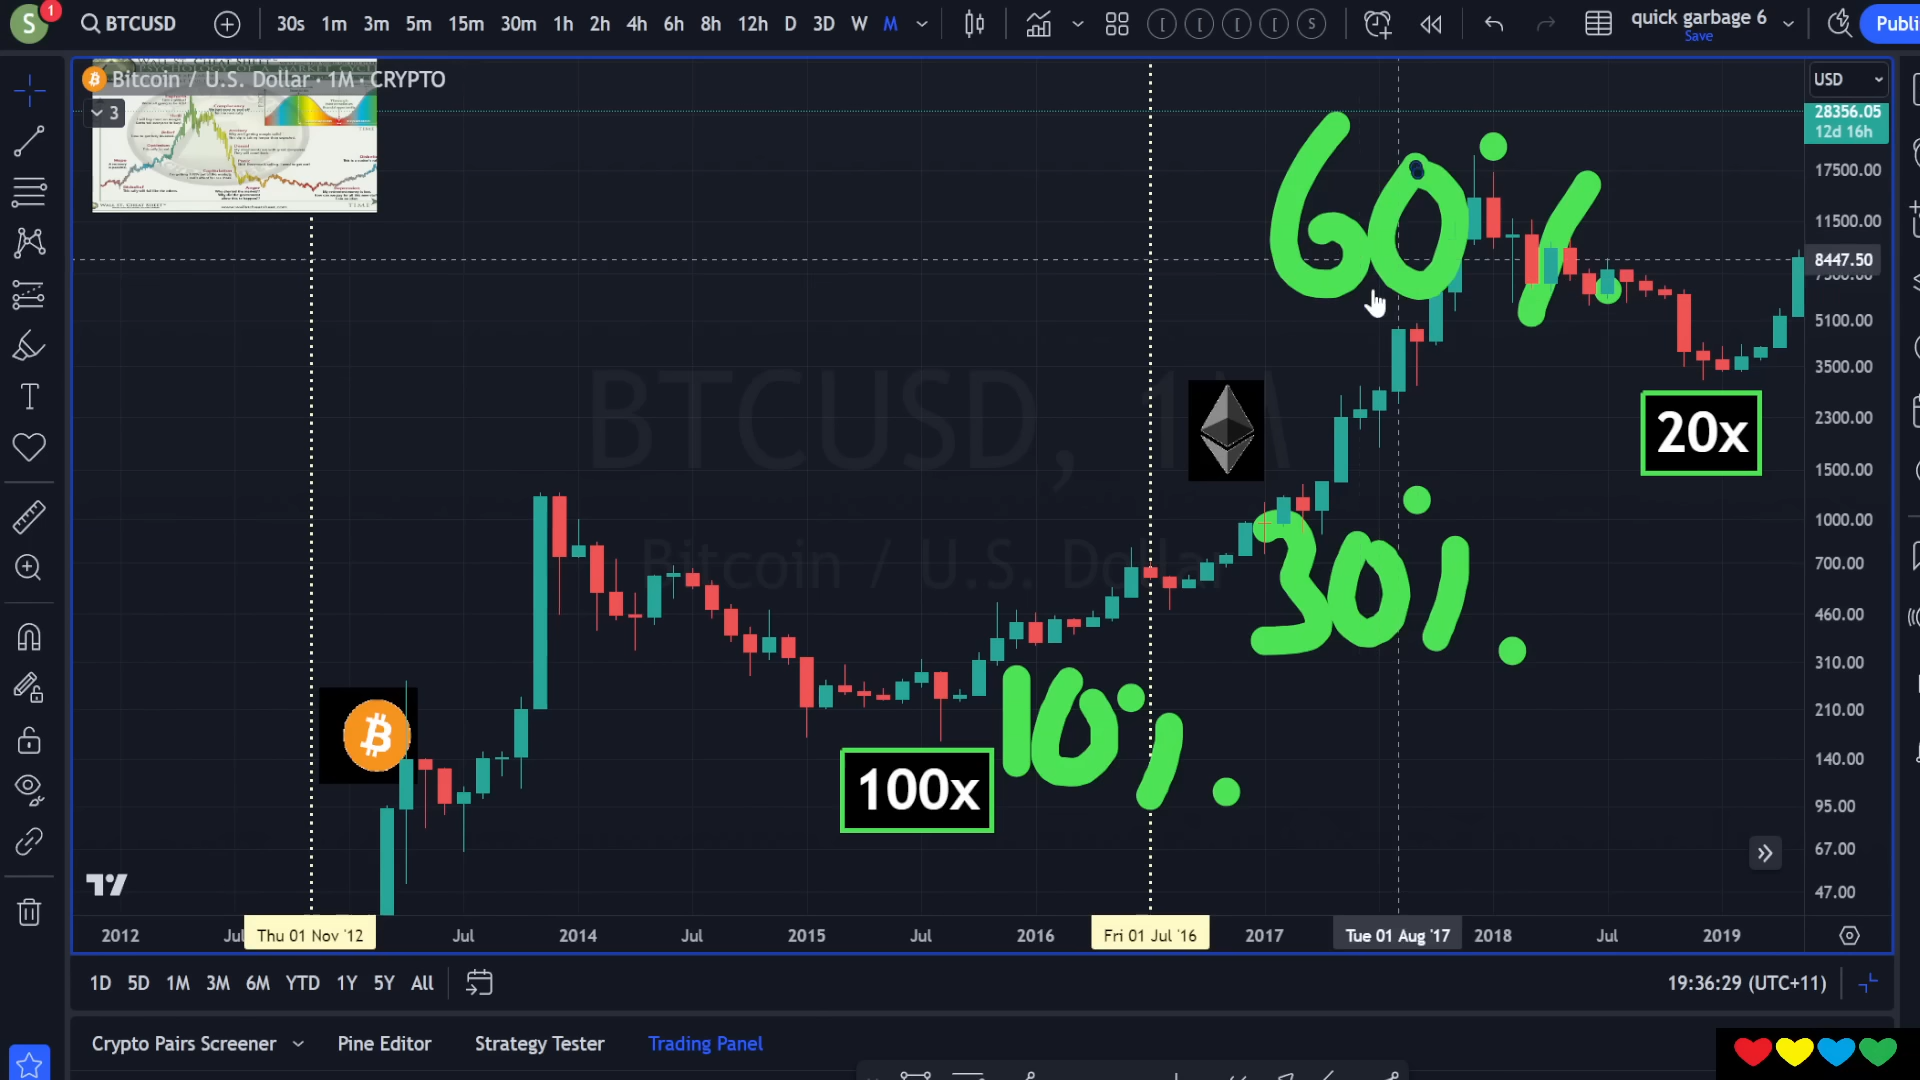 S
1
BTCUSD
30s 1m 3m 5m 15m 30m 1h 2h 4h 6h 8h 12h D 3D W M
S
quick garbage 6
Save
Publi
Bitcoin / U.S. Dollar · 1M · CRYPTO
3
USD
28356.05
12d 16h
17500.00
11500.00
8447.50
5100.00
3500.00
2300.00
1500.00
1000.00
700.00
460.00
310.00
210.00
140.00
95.00
67.00
47.00
BTCUSD, 1M
Bitcoin / U.S. Dollar
60%
20x
30%
10%
100x
2012 Jul Thu 01 Nov '12 Jul 2014 Jul 2015 Jul 2016 Fri 01 Jul '16 2017 Tue 01 Aug '17 2018 Jul 2019
1D 5D 1M 3M 6M YTD 1Y 5Y All
19:36:29 (UTC+11)
Crypto Pairs Screener Pine Editor Strategy Tester Trading Panel